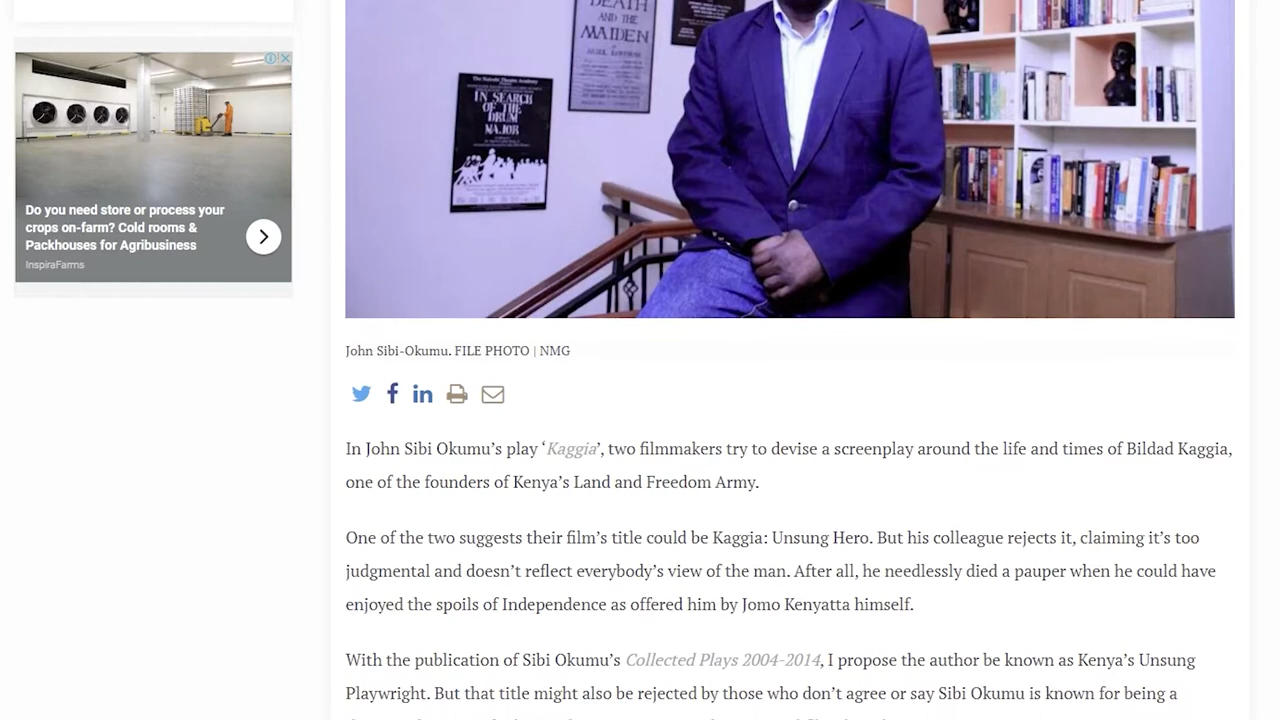 DEATH
AND THE
MAIDEN
The Nairobi Theatre Academy
IN SEARCH
OF THE
DRUM
MAJOR
Do you need store or process your
crops on-farm? Cold rooms &
Packhouses for Agribusiness
InspiraFarms
John Sibi-Okumu. FILE PHOTO | NMG
In John Sibi Okumu’s play ‘Kaggia’, two filmmakers try to devise a screenplay around the life and times of Bildad Kaggia,
one of the founders of Kenya’s Land and Freedom Army.
One of the two suggests their film’s title could be Kaggia: Unsung Hero. But his colleague rejects it, claiming it’s too
judgmental and doesn’t reflect everybody’s view of the man. After all, he needlessly died a pauper when he could have
enjoyed the spoils of Independence as offered him by Jomo Kenyatta himself.
With the publication of Sibi Okumu’s Collected Plays 2004-2014, I propose the author be known as Kenya’s Unsung
Playwright. But that title might also be rejected by those who don’t agree or say Sibi Okumu is known for being a